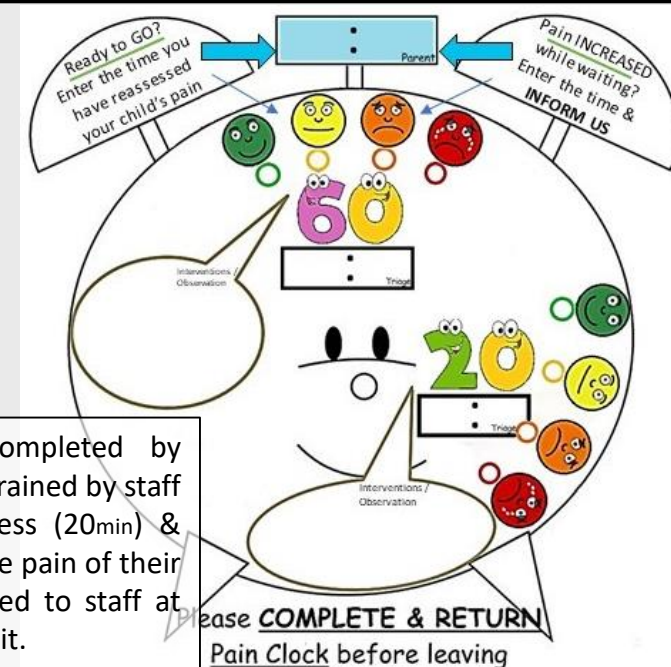 :
Parent
Ready to GO?
Enter the time you
have reassessed
your child's pain
Pain INCREASED
while waiting?
Enter the time &
INFORM US
60
:
Triage
Interventions /
Observation
20
:
Triage
Interventions /
Observation
ompleted by
rained by staff
ess (20min) &
e pain of their
ed to staff at
it.
lease COMPLETE & RETURN
Pain Clock before leaving